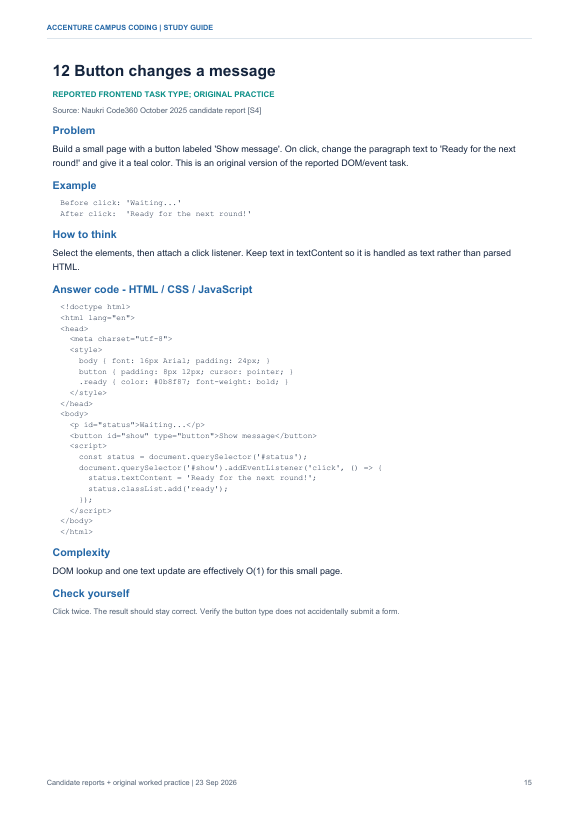 ACCENTURE CAMPUS CODING | STUDY GUIDE
12 Button changes a message
REPORTED FRONTEND TASK TYPE; ORIGINAL PRACTICE
Source: Naukri Code360 October 2025 candidate report [S4]
Problem
Build a small page with a button labeled 'Show message'. On click, change the paragraph text to 'Ready for the next
round!' and give it a teal color. This is an original version of the reported DOM/event task.
Example
Before click: 'Waiting...'
After click:  'Ready for the next round!'
How to think
Select the elements, then attach a click listener. Keep text in textContent so it is handled as text rather than parsed
HTML.
Answer code - HTML / CSS / JavaScript
<!doctype html>
<html lang="en">
<head>
  <meta charset="utf-8">
  <style>
    body { font: 16px Arial; padding: 24px; }
    button { padding: 8px 12px; cursor: pointer; }
    .ready { color: #0b8f87; font-weight: bold; }
  </style>
</head>
<body>
  <p id="status">Waiting...</p>
  <button id="show" type="button">Show message</button>
  <script>
    const status = document.querySelector('#status');
    document.querySelector('#show').addEventListener('click', () => {
      status.textContent = 'Ready for the next round!';
      status.classList.add('ready');
    });
  </script>
</body>
</html>
Complexity
DOM lookup and one text update are effectively O(1) for this small page.
Check yourself
Click twice. The result should stay correct. Verify the button type does not accidentally submit a form.
Candidate reports + original worked practice | 23 Sep 2026
15